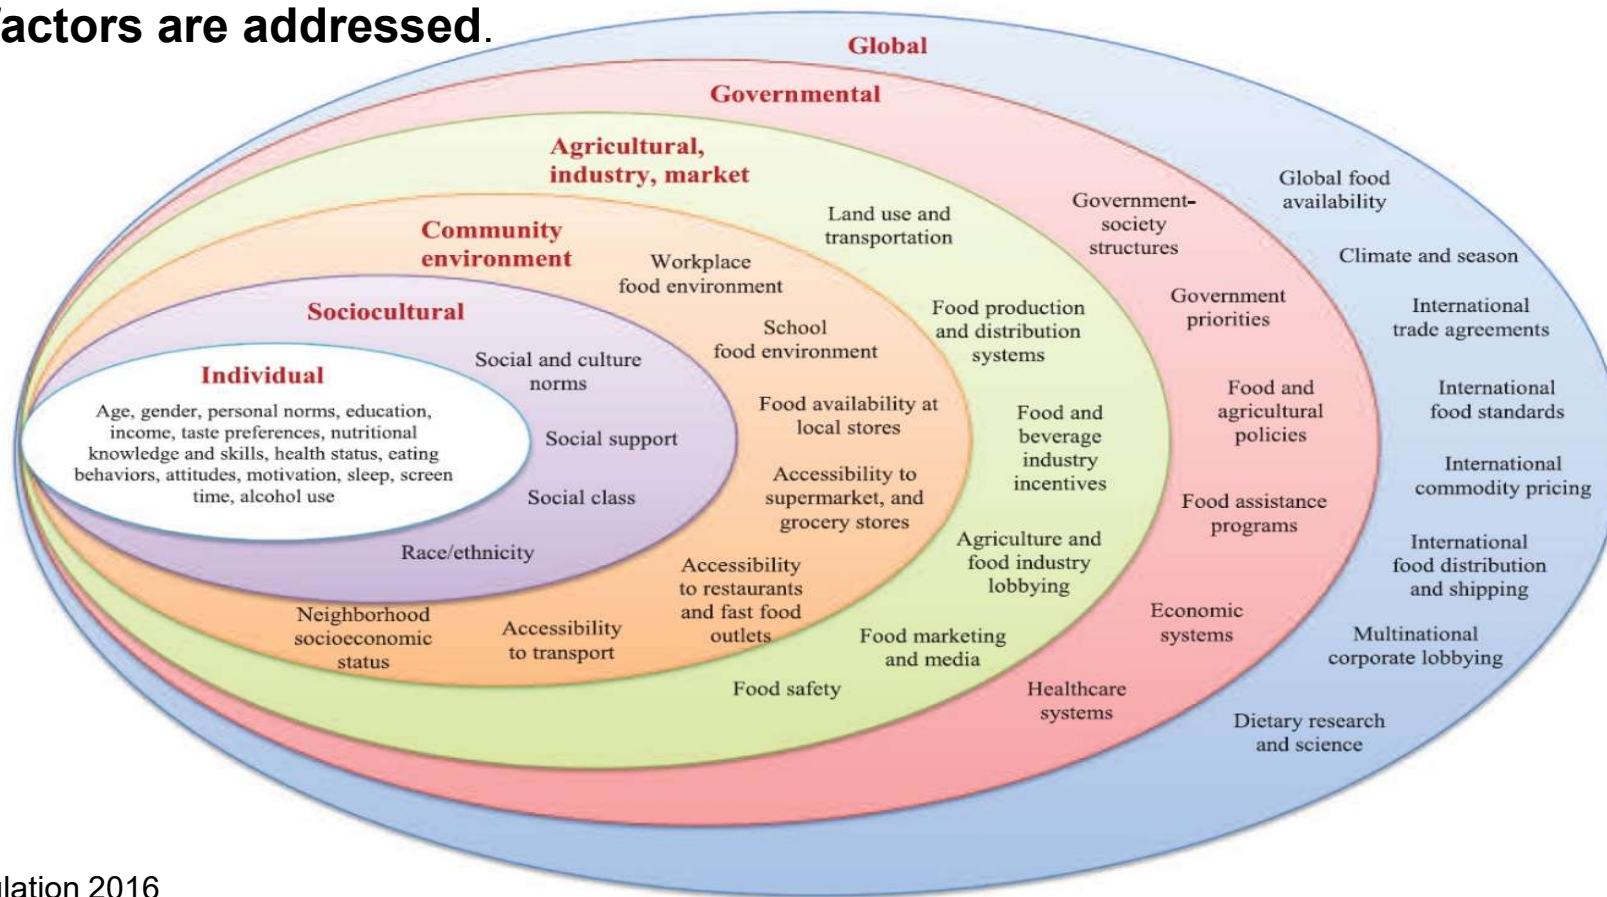 factors are addressed.
Global
Governmental
Agricultural,
industry, market
Community
environment
Sociocultural
Individual
Age, gender, personal norms, education,
income, taste preferences, nutritional
knowledge and skills, health status, eating
behaviors, attitudes, motivation, sleep, screen
time, alcohol use
Social and culture
norms
Social support
Social class
Race/ethnicity
Workplace
food environment
School
food environment
Food availability at
local stores
Accessibility to
supermarket, and
grocery stores
Accessibility
to restaurants
and fast food
outlets
Accessibility
to transport
Neighborhood
socioeconomic
status
Land use and
transportation
Food production
and distribution
systems
Food and
beverage
industry
incentives
Agriculture and
food industry
lobbying
Food marketing
and media
Food safety
Government-
society
structures
Government
priorities
Food and
agricultural
policies
Food assistance
programs
Economic
systems
Healthcare
systems
Global food
availability
Climate and season
International
trade agreements
International
food standards
International
commodity pricing
International
food distribution
and shipping
Multinational
corporate lobbying
Dietary research
and science
ulation 2016